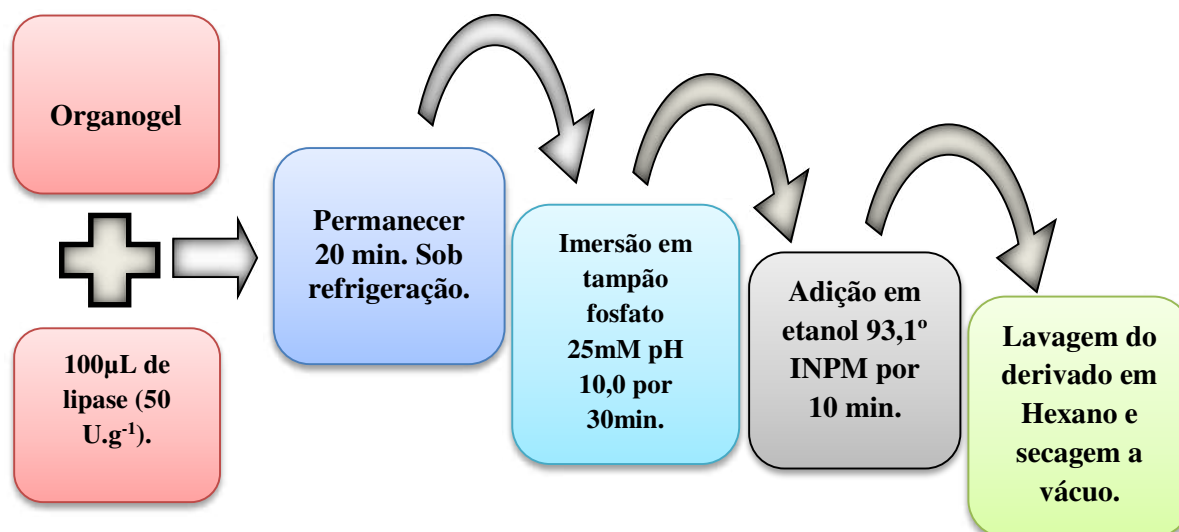 Organogel
100µL de
lipase (50
U.g⁻¹).
Permanecer
20 min. Sob
refrigeração.
Imersão em
tampão
fosfato
25mM pH
10,0 por
30min.
Adição em
etanol 93,1º
INPM por
10 min.
Lavagem do
derivado em
Hexano e
secagem a
vácuo.